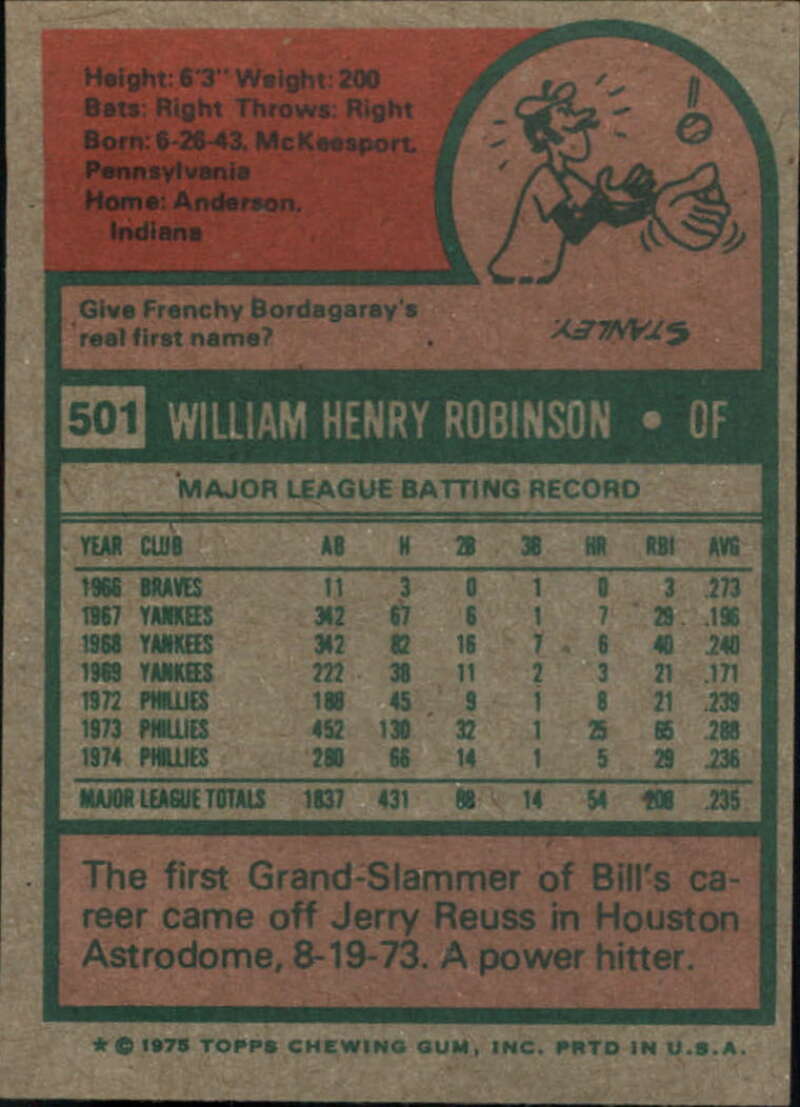 Height: 6'3" Weight: 200
Bats: Right Throws: Right
Born: 6-26-43, McKeesport,
Pennsylvania
Home: Anderson,
Indiana
Give Frenchy Bordagaray's
real first name?
STANLEY.
501 WILLIAM HENRY ROBINSON • OF
MAJOR LEAGUE BATTING RECORD
YEAR CLUB AB H 2B 3B HR RBI AVG
1966 BRAVES 11 3 0 1 0 3 .273
1967 YANKEES 342 67 6 1 7 29 .196
1968 YANKEES 342 82 16 7 6 40 .240
1969 YANKEES 222 38 11 2 3 21 .171
1972 PHILLIES 188 45 9 1 8 21 .239
1973 PHILLIES 452 130 32 1 25 65 .288
1974 PHILLIES 280 66 14 1 5 29 .236
MAJOR LEAGUE TOTALS 1837 431 88 14 54 208 .235
The first Grand-Slammer of Bill's ca-
reer came off Jerry Reuss in Houston
Astrodome, 8-19-73. A power hitter.
* © 1975 TOPPS CHEWING GUM, INC. PRTD IN U.S.A.